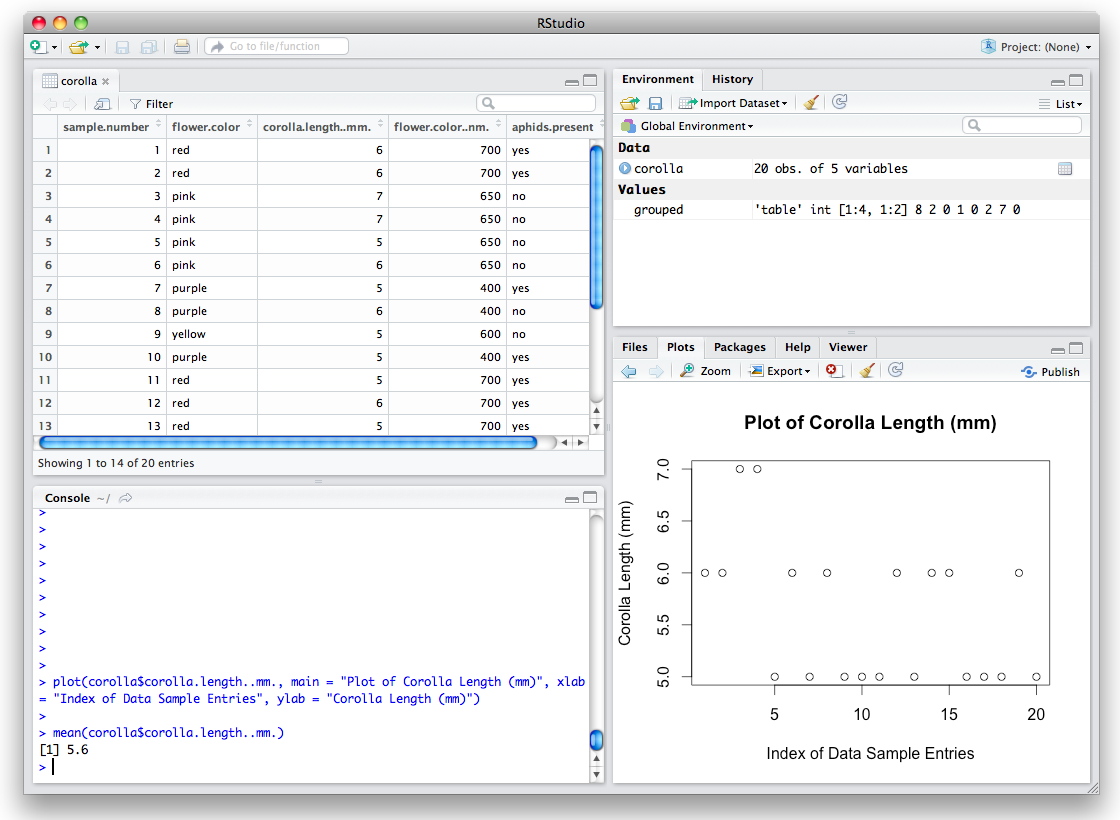 RStudio
Go to file/function
Project: (None)
corolla
Filter
sample.number flower.color corolla.length..mm. flower.color..nm. aphids.present
1 1 red 6 700 yes
2 2 red 6 700 yes
3 3 pink 7 650 no
4 4 pink 7 650 no
5 5 pink 5 650 no
6 6 pink 6 650 no
7 7 purple 5 400 yes
8 8 purple 6 400 no
9 9 yellow 5 600 no
10 10 purple 5 400 yes
11 11 red 5 700 yes
12 12 red 6 700 yes
13 13 red 5 700 yes
Showing 1 to 14 of 20 entries
Console ~/
>
>
>
>
>
>
>
>
>
>
> plot(corolla$corolla.length..mm., main = "Plot of Corolla Length (mm)", xlab
= "Index of Data Sample Entries", ylab = "Corolla Length (mm)")
>
> mean(corolla$corolla.length..mm.)
[1] 5.6
>
Environment History
Import Dataset List
Global Environment
Data
corolla 20 obs. of 5 variables
Values
grouped 'table' int [1:4, 1:2] 8 2 0 1 0 2 7 0
Files Plots Packages Help Viewer
Zoom Export Publish
Plot of Corolla Length (mm)
Corolla Length (mm)
7.0
6.5
6.0
5.5
5.0
5 10 15 20
Index of Data Sample Entries